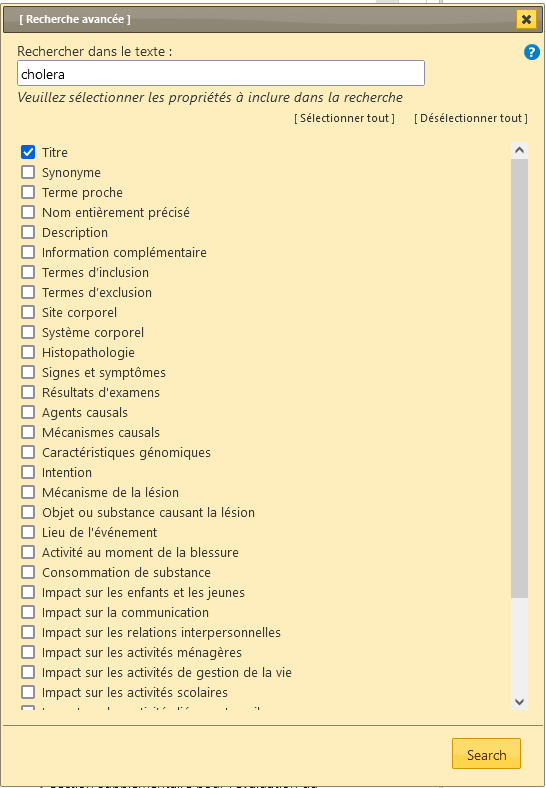 [ Recherche avancée ]
Rechercher dans le texte :
cholera
Veuillez sélectionner les propriétés à inclure dans la recherche
[ Sélectionner tout ] [ Désélectionner tout ]
Titre
Synonyme
Terme proche
Nom entièrement précisé
Description
Information complémentaire
Termes d'inclusion
Termes d'exclusion
Site corporel
Système corporel
Histopathologie
Signes et symptômes
Résultats d'examens
Agents causals
Mécanismes causals
Caractéristiques génomiques
Intention
Mécanisme de la lésion
Objet ou substance causant la lésion
Lieu de l'événement
Activité au moment de la blessure
Consommation de substance
Impact sur les enfants et les jeunes
Impact sur la communication
Impact sur les relations interpersonnelles
Impact sur les activités ménagères
Impact sur les activités de gestion de la vie
Impact sur les activités scolaires
Search